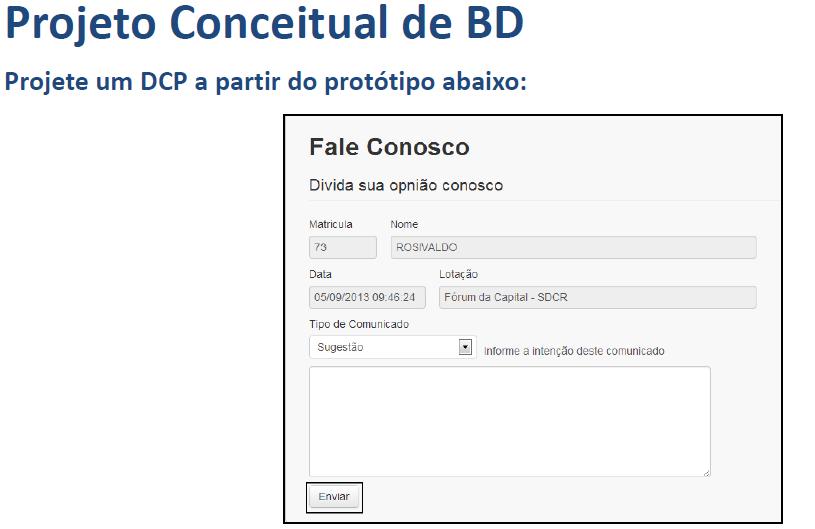 Projeto Conceitual de BD
Projete um DCP a partir do protótipo abaixo:
Fale Conosco
Divida sua opnião conosco
Matricula Nome
73 ROSIVALDO
Data Lotação
05/09/2013 09:46:24 Fórum da Capital - SDCR
Tipo de Comunicado
Sugestão Informe a intenção deste comunicado
Enviar